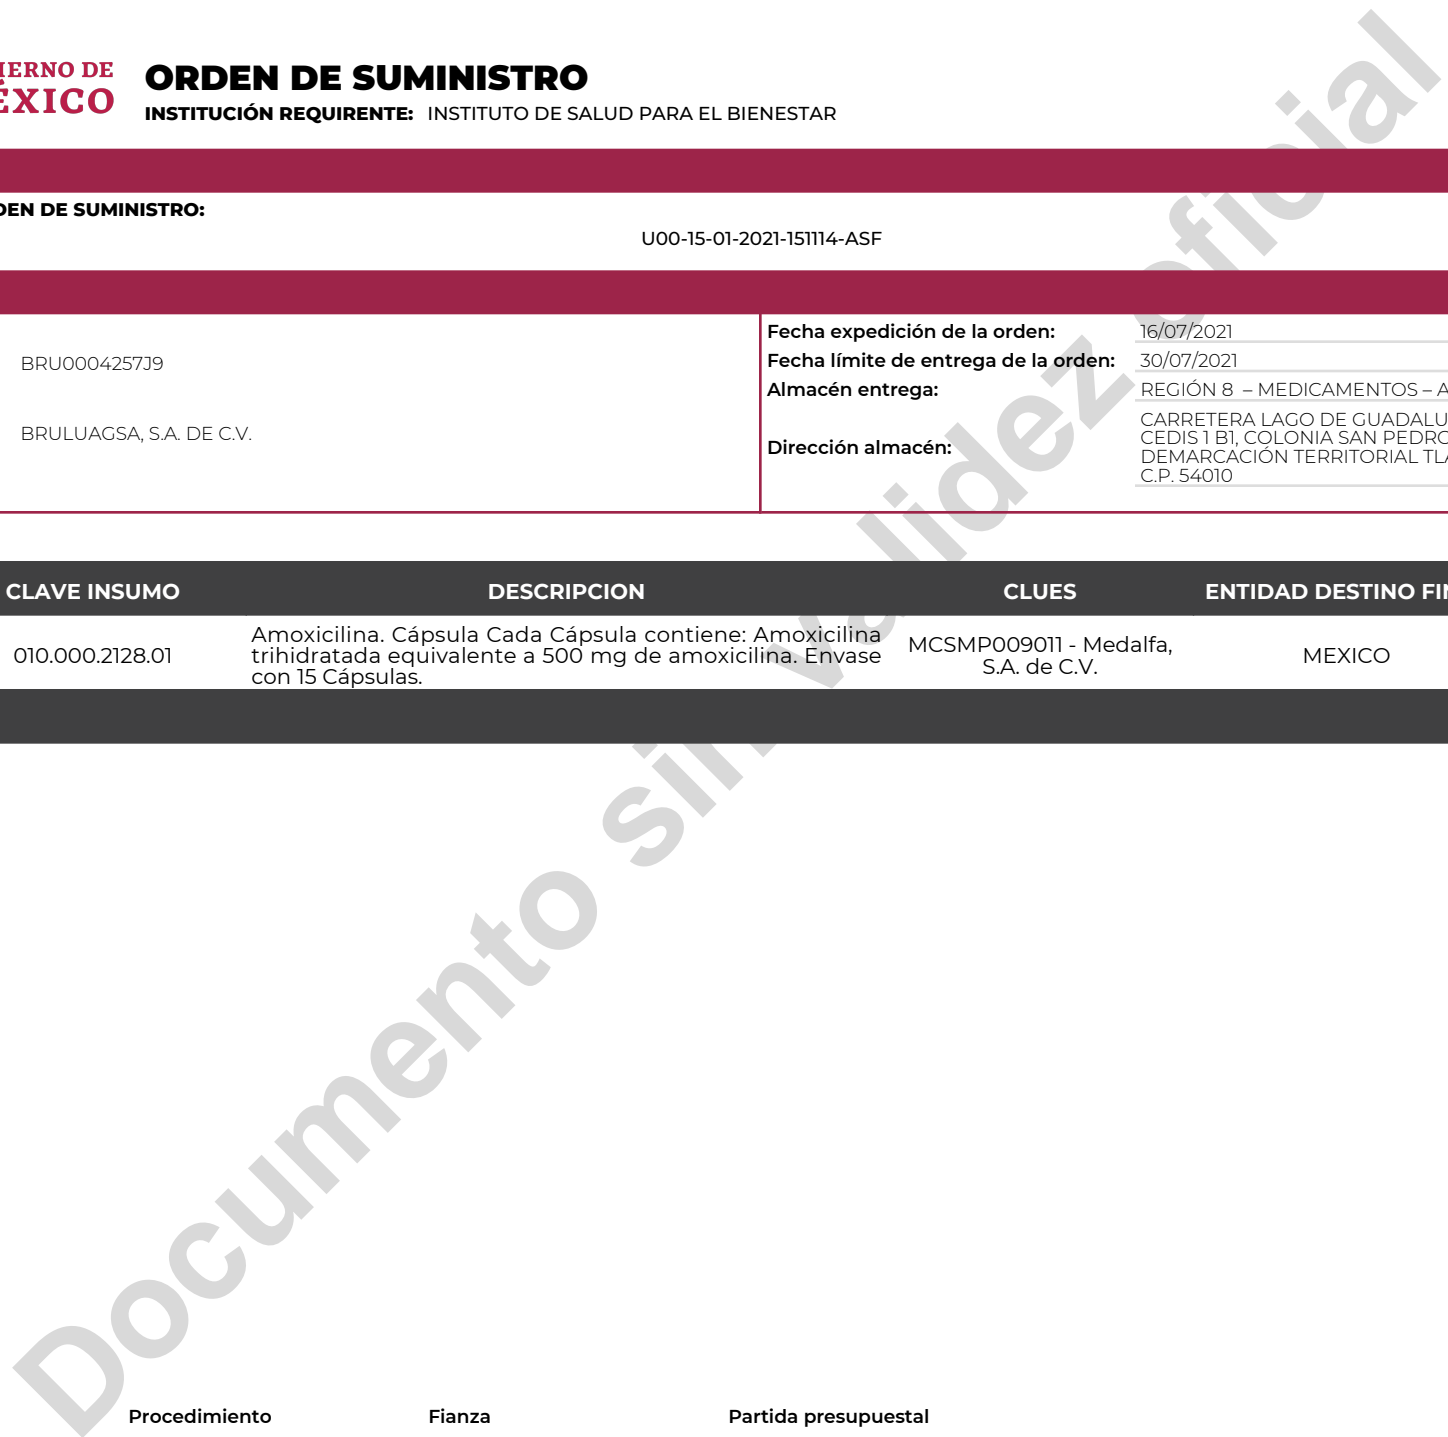 IERNO DE
ÉXICO
ORDEN DE SUMINISTRO
INSTITUCIÓN REQUIRENTE: INSTITUTO DE SALUD PARA EL BIENESTAR
DEN DE SUMINISTRO:
U00-15-01-2021-151114-ASF
BRU0004257J9
BRULUAGSA, S.A. DE C.V.
Fecha expedición de la orden: 16/07/2021
Fecha límite de entrega de la orden: 30/07/2021
Almacén entrega: REGIÓN 8 – MEDICAMENTOS – A
Dirección almacén:
CARRETERA LAGO DE GUADALU
CEDIS 1 B1, COLONIA SAN PEDRO
DEMARCACIÓN TERRITORIAL TLA
C.P. 54010
CLAVE INSUMO DESCRIPCION CLUES ENTIDAD DESTINO FIN
010.000.2128.01
Amoxicilina. Cápsula Cada Cápsula contiene: Amoxicilina
trihidratada equivalente a 500 mg de amoxicilina. Envase
con 15 Cápsulas.
MCSMP009011 - Medalfa,
S.A. de C.V.
MEXICO
Documento sin validez oficial
Procedimiento Fianza Partida presupuestal